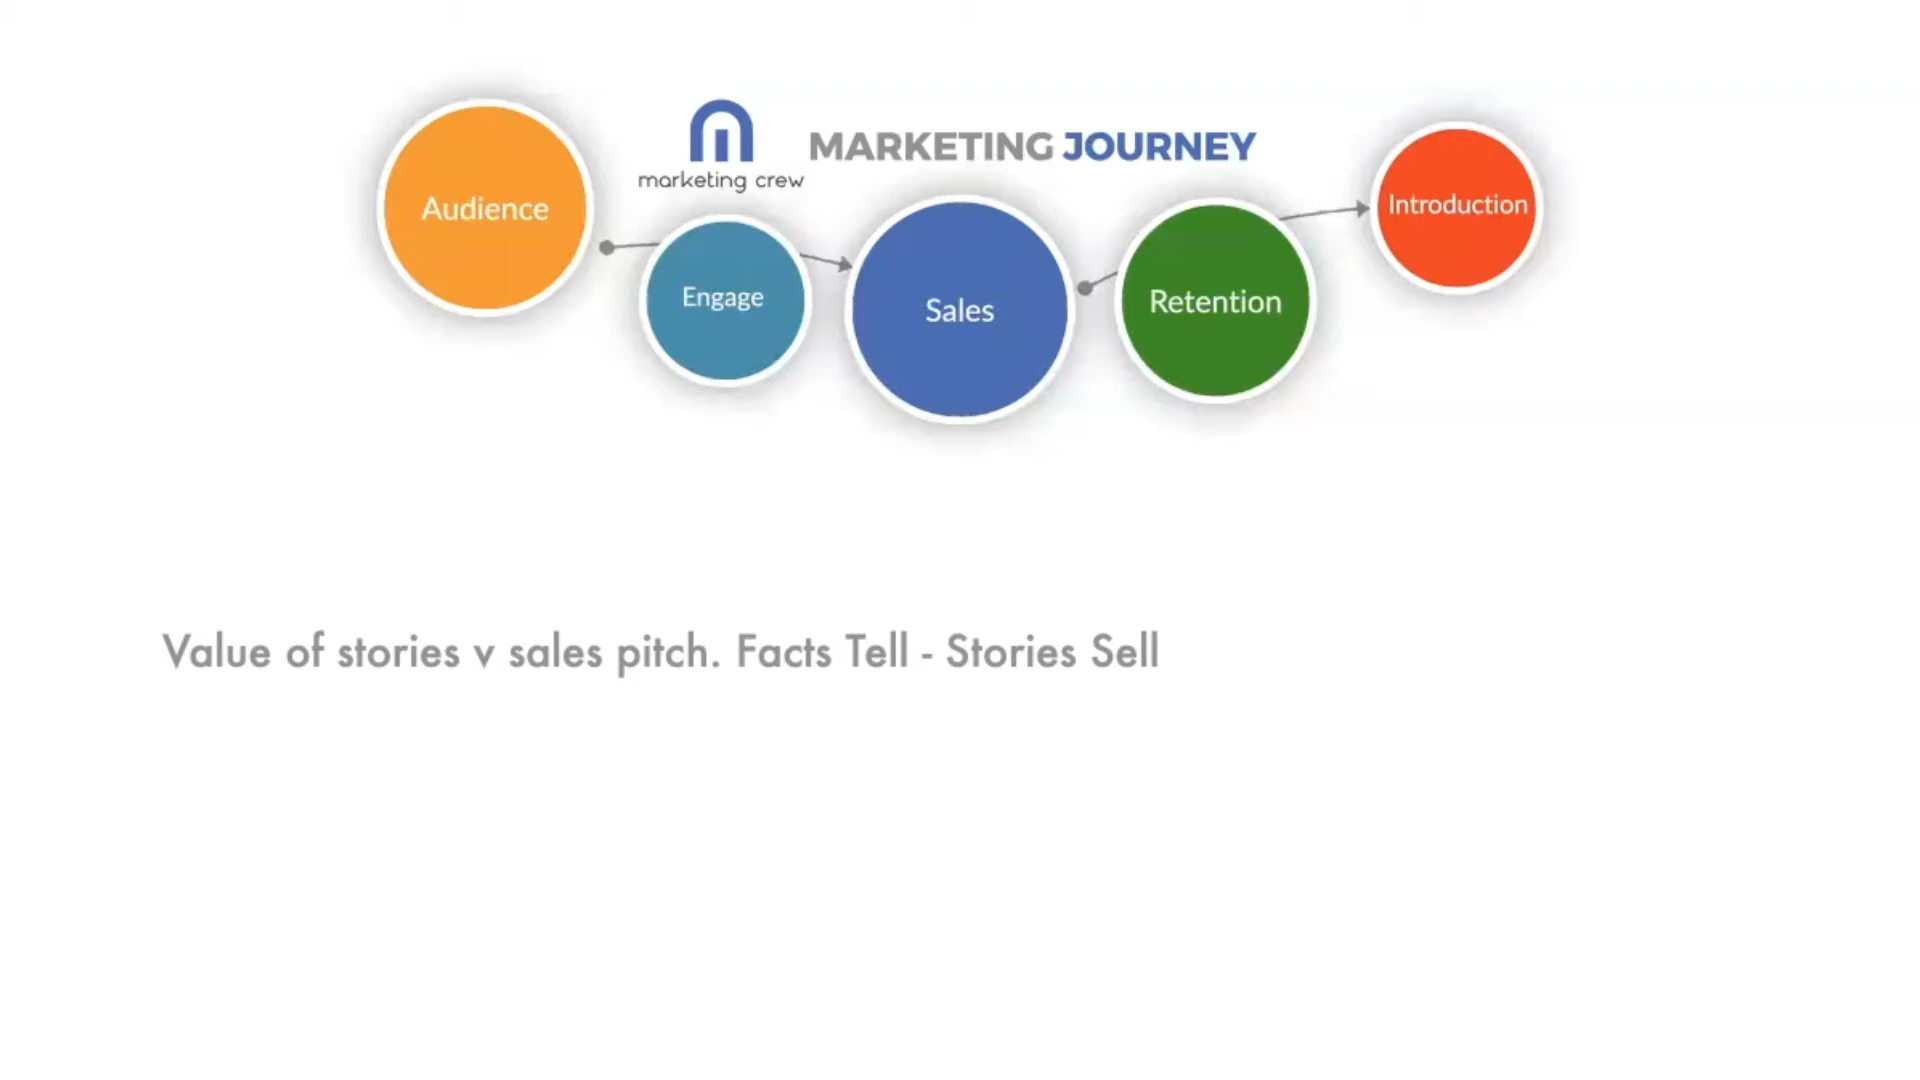 marketing crew
MARKETING JOURNEY
Audience
Engage
Sales
Retention
Introduction
Value of stories v sales pitch. Facts Tell - Stories Sell